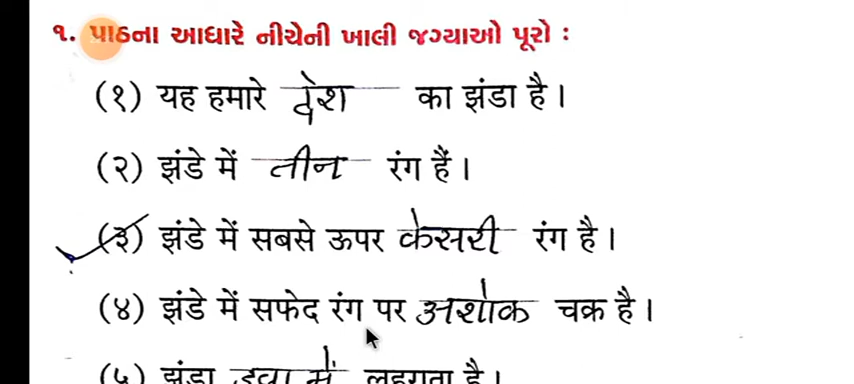 ૧. પાઠના આધારે નીચેની ખાલી જગ્યાઓ પૂરો :
(१) यह हमारे देश का झंडा है।
(२) झंडे में तीन रंग हैं।
(३) झंडे में सबसे ऊपर केसरी रंग है।
(४) झंडे में सफेद रंग पर अशोक चक्र है।
(५) झंडा हवा में लहराता है।